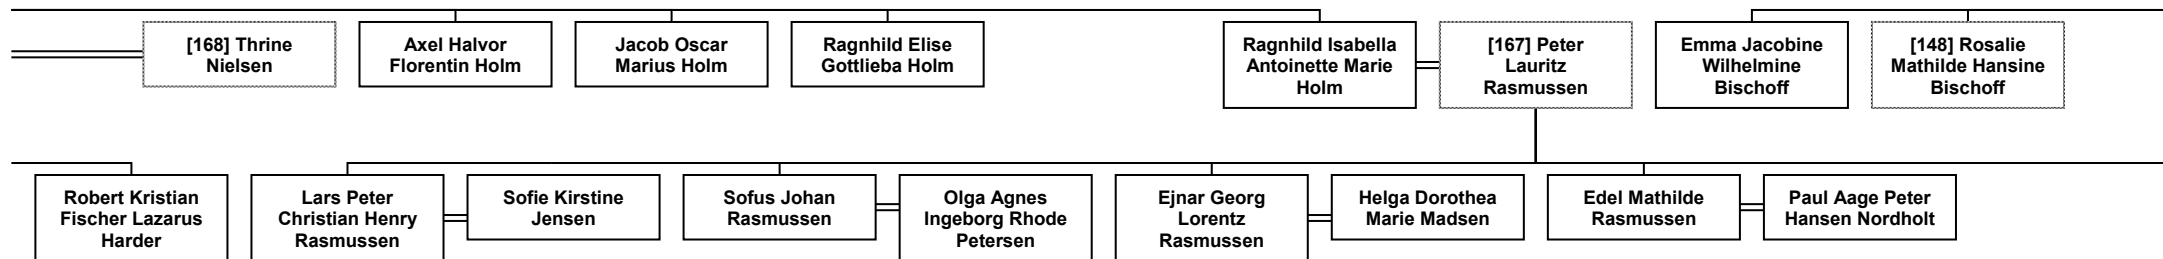 [168] Thrine
Nielsen
Axel Halvor
Florentin Holm
Jacob Oscar
Marius Holm
Ragnhild Elise
Gottlieba Holm
Ragnhild Isabella
Antoinette Marie
Holm
[167] Peter
Lauritz
Rasmussen
Emma Jacobine
Wilhelmine
Bischoff
[148] Rosalie
Mathilde Hansine
Bischoff
Robert Kristian
Fischer Lazarus
Harder
Lars Peter
Christian Henry
Rasmussen
Sofie Kirstine
Jensen
Sofus Johan
Rasmussen
Olga Agnes
Ingeborg Rhode
Petersen
Ejnar Georg
Lorentz
Rasmussen
Helga Dorothea
Marie Madsen
Edel Mathilde
Rasmussen
Paul Aage Peter
Hansen Nordholt